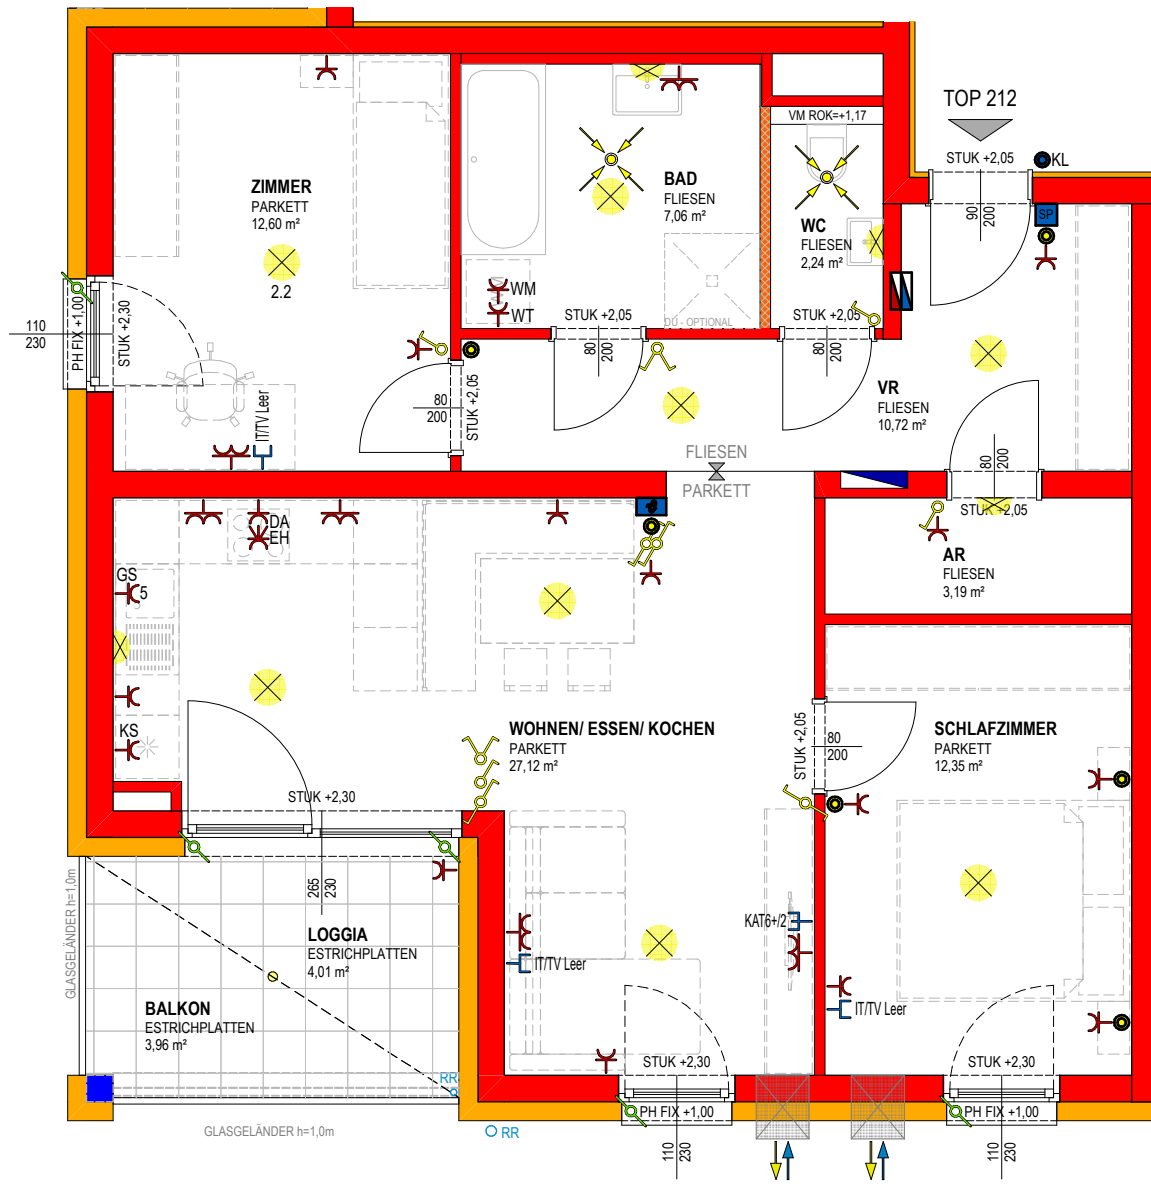 TOP 212
VM ROK=+1,17
STUK +2,05
KL
90
200
SP
ZIMMER
PARKETT
12,60 m²
2.2
BAD
FLIESEN
7,06 m²
WC
FLIESEN
2,24 m²
WM
WT
DU - OPTIONAL
STUK +2,05
80
200
STUK +2,05
80
200
110
230
PH FIX +1,00
STUK +2,30
IT/TV Leer
80
200
STUK +2,05
VR
FLIESEN
10,72 m²
FLIESEN
PARKETT
80
200
STUK +2,05
AR
FLIESEN
3,19 m²
DA
EH
GS
5
KS
WOHNEN/ ESSEN/ KOCHEN
PARKETT
27,12 m²
STUK +2,05
80
200
SCHLAFZIMMER
PARKETT
12,35 m²
STUK +2,30
265
230
GLASGELÄNDER h=1,0m
LOGGIA
ESTRICHPLATTEN
4,01 m²
BALKON
ESTRICHPLATTEN
3,96 m²
IT/TV Leer
KAT6+/2
IT/TV Leer
STUK +2,30
STUK +2,30
RR
PH FIX +1,00
PH FIX +1,00
GLASGELÄNDER h=1,0m
RR
110
230
110
230